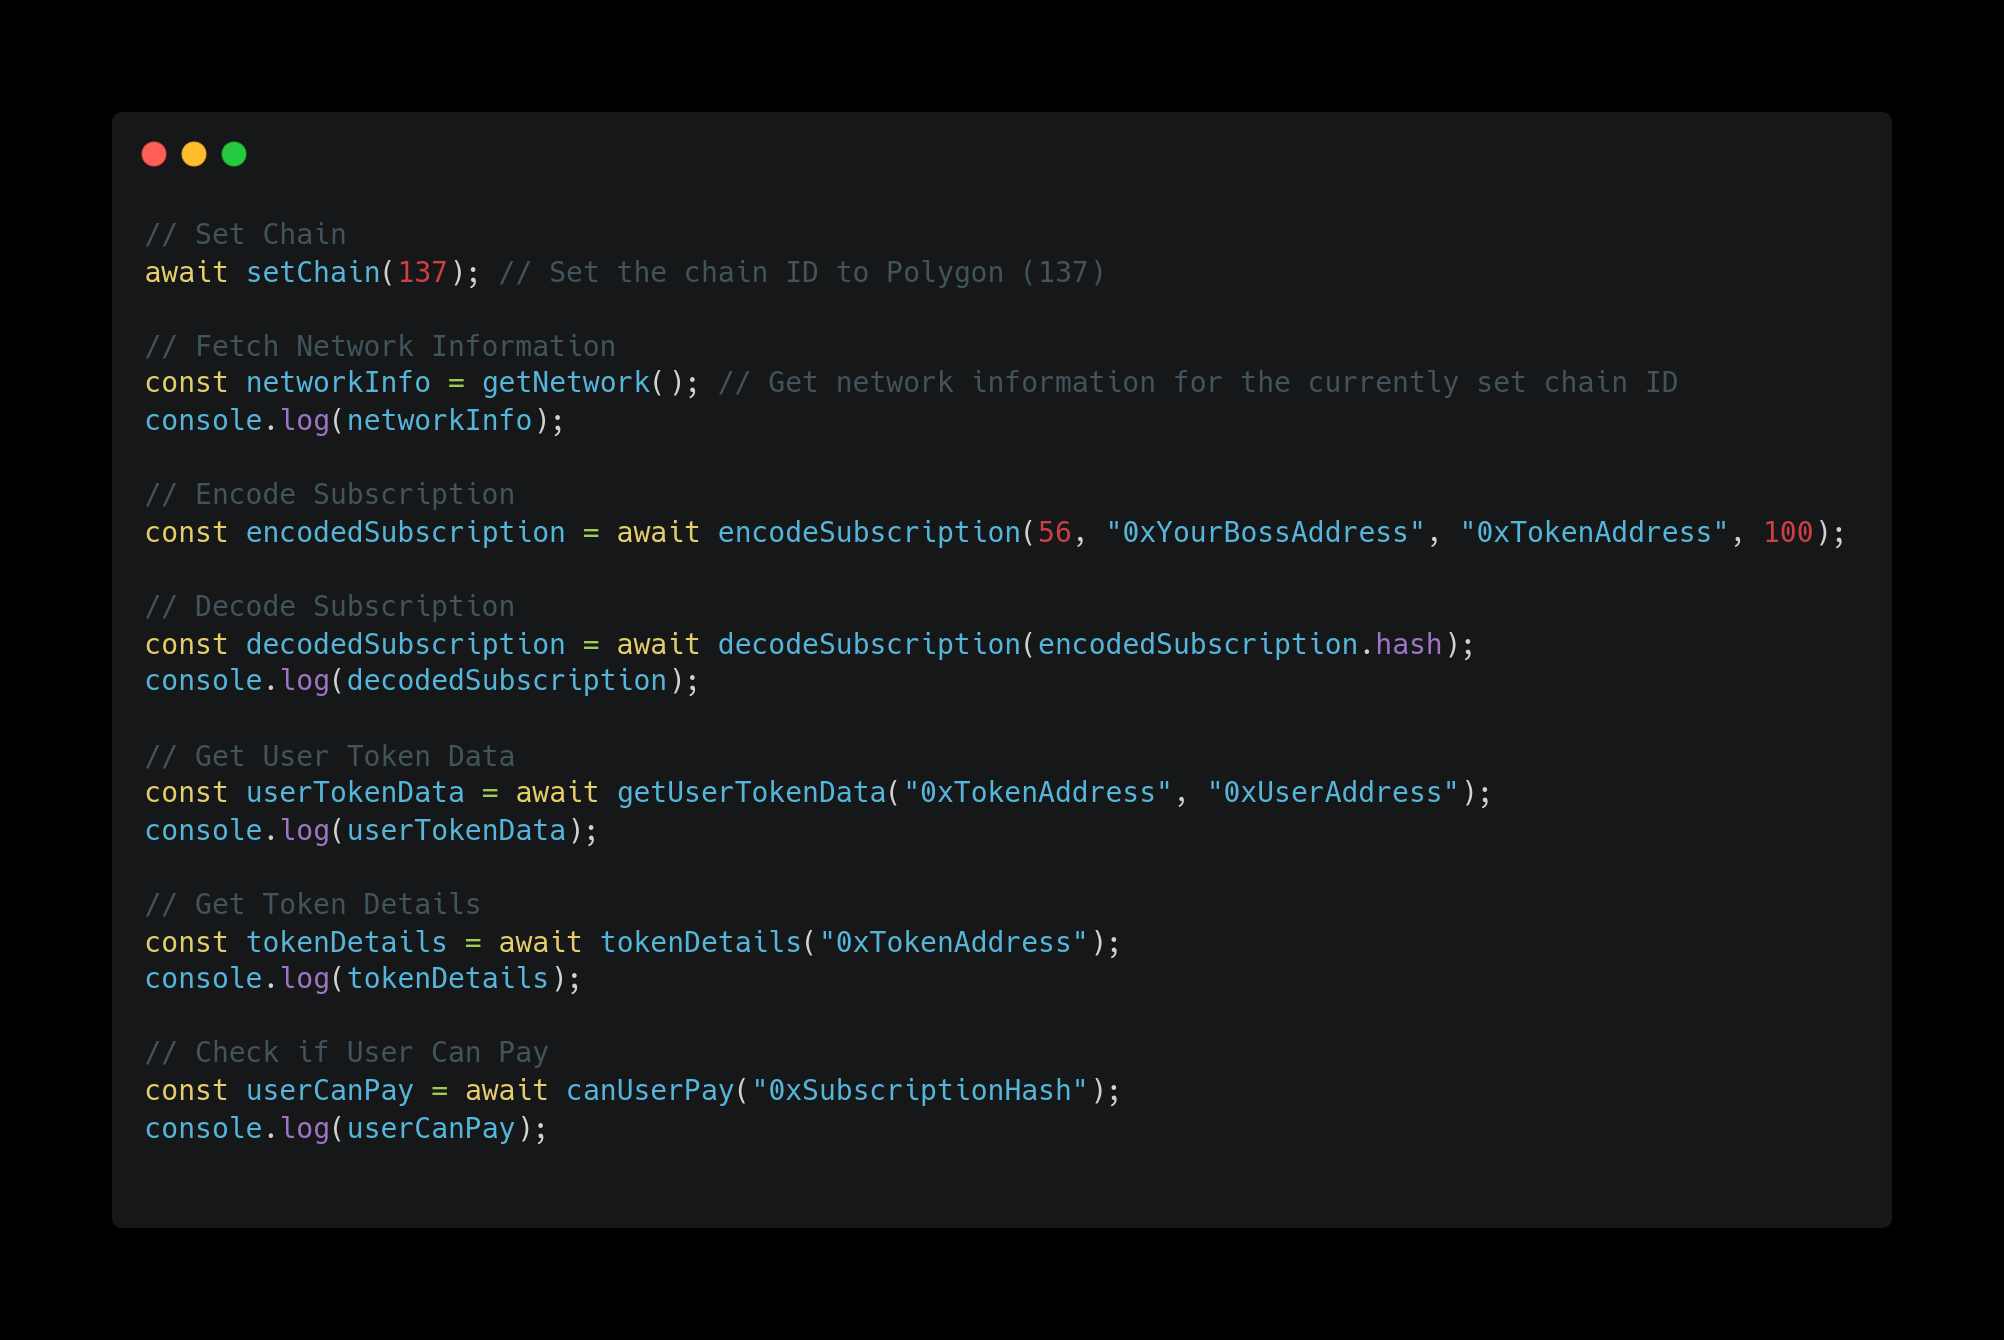 // Set Chain
await setChain(137); // Set the chain ID to Polygon (137)
// Fetch Network Information
const networkInfo = getNetwork(); // Get network information for the currently set chain ID
console.log(networkInfo);
// Encode Subscription
const encodedSubscription = await encodeSubscription(56, "0xYourBossAddress", "0xTokenAddress", 100);
// Decode Subscription
const decodedSubscription = await decodeSubscription(encodedSubscription.hash);
console.log(decodedSubscription);
// Get User Token Data
const userTokenData = await getUserTokenData("0xTokenAddress", "0xUserAddress");
console.log(userTokenData);
// Get Token Details
const tokenDetails = await tokenDetails("0xTokenAddress");
console.log(tokenDetails);
// Check if User Can Pay
const userCanPay = await canUserPay("0xSubscriptionHash");
console.log(userCanPay);